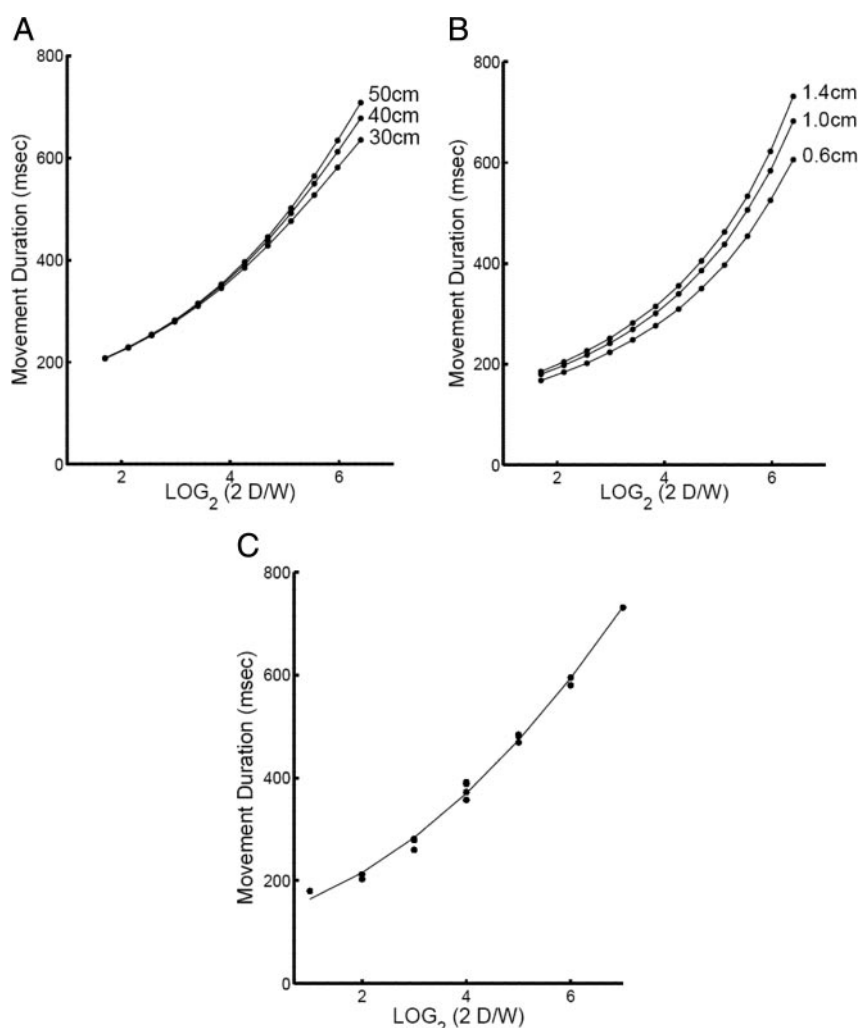 A
800
600
400
200
0
Movement Duration (msec)
50cm
40cm
30cm
2 4 6
LOG2 (2 D/W)
B
800
600
400
200
0
Movement Duration (msec)
1.4cm
1.0cm
0.6cm
2 4 6
LOG2 (2 D/W)
C
800
600
400
200
0
Movement Duration (msec)
2 4 6
LOG2 (2 D/W)